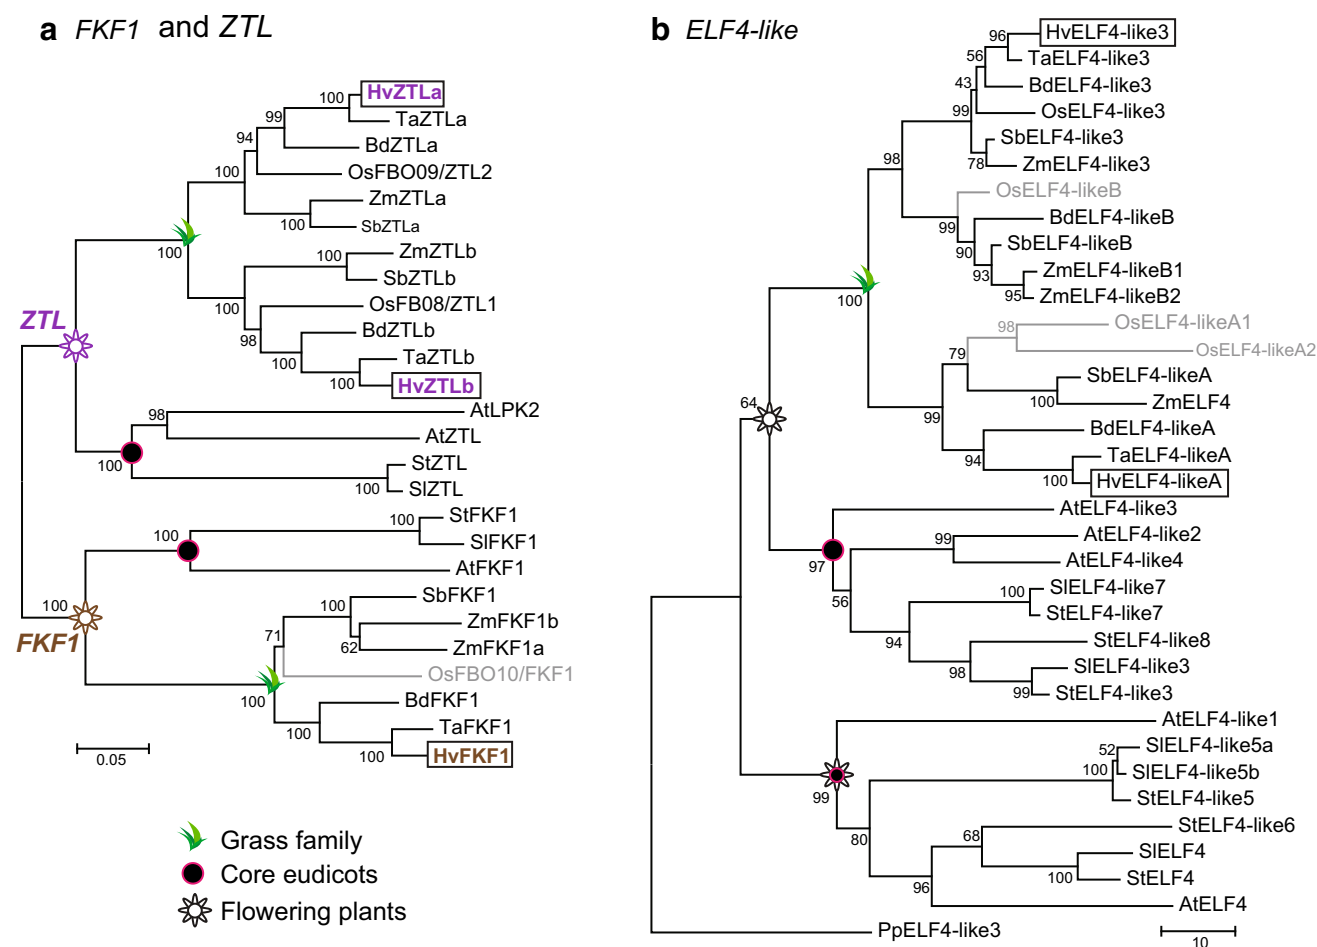 a FKF1 and ZTL
100 HvZTLa
TaZTLa
99
94 BdZTLa
OsFBO09/ZTL2
100
ZmZTLa
100 SbZTLa
100
100 ZmZTLb
SbZTLb
100
OsFB08/ZTL1
98 BdZTLb
100 TaZTLb
100 HvZTLb
ZTL
98 AtLPK2
AtZTL
100
StZTL
100 SlZTL
100 StFKF1
SlFKF1
100
AtFKF1
100
FKF1
100 SbFKF1
ZmFKF1b
62 ZmFKF1a
71
OsFBO10/FKF1
100
BdFKF1
100 TaFKF1
100 HvFKF1
0.05
Grass family
Core eudicots
Flowering plants
b ELF4-like
96 HvELF4-like3
56 TaELF4-like3
43 BdELF4-like3
OsELF4-like3
99
SbELF4-like3
78 ZmELF4-like3
98
OsELF4-likeB
99 BdELF4-likeB
90 SbELF4-likeB
93 ZmELF4-likeB1
95 ZmELF4-likeB2
100
98 OsELF4-likeA1
OsELF4-likeA2
79
SbELF4-likeA
100 ZmELF4
99
BdELF4-likeA
94 TaELF4-likeA
100 HvELF4-likeA
64
AtELF4-like3
97
99 AtELF4-like2
AtELF4-like4
56
100 SlELF4-like7
StELF4-like7
94
StELF4-like8
98 SlELF4-like3
99 StELF4-like3
AtELF4-like1
99
52 SlELF4-like5a
100 SlELF4-like5b
StELF4-like5
80
68 StELF4-like6
SlELF4
100 StELF4
96
AtELF4
PpELF4-like3
10